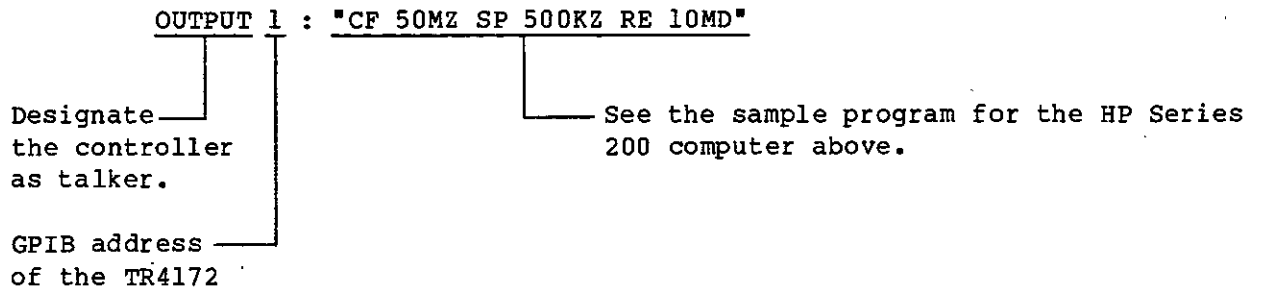 OUTPUT 1 : "CF 50MZ SP 500KZ RE 10MD"
Designate
the controller
as talker.
See the sample program for the HP Series
200 computer above.
GPIB address
of the TR4172